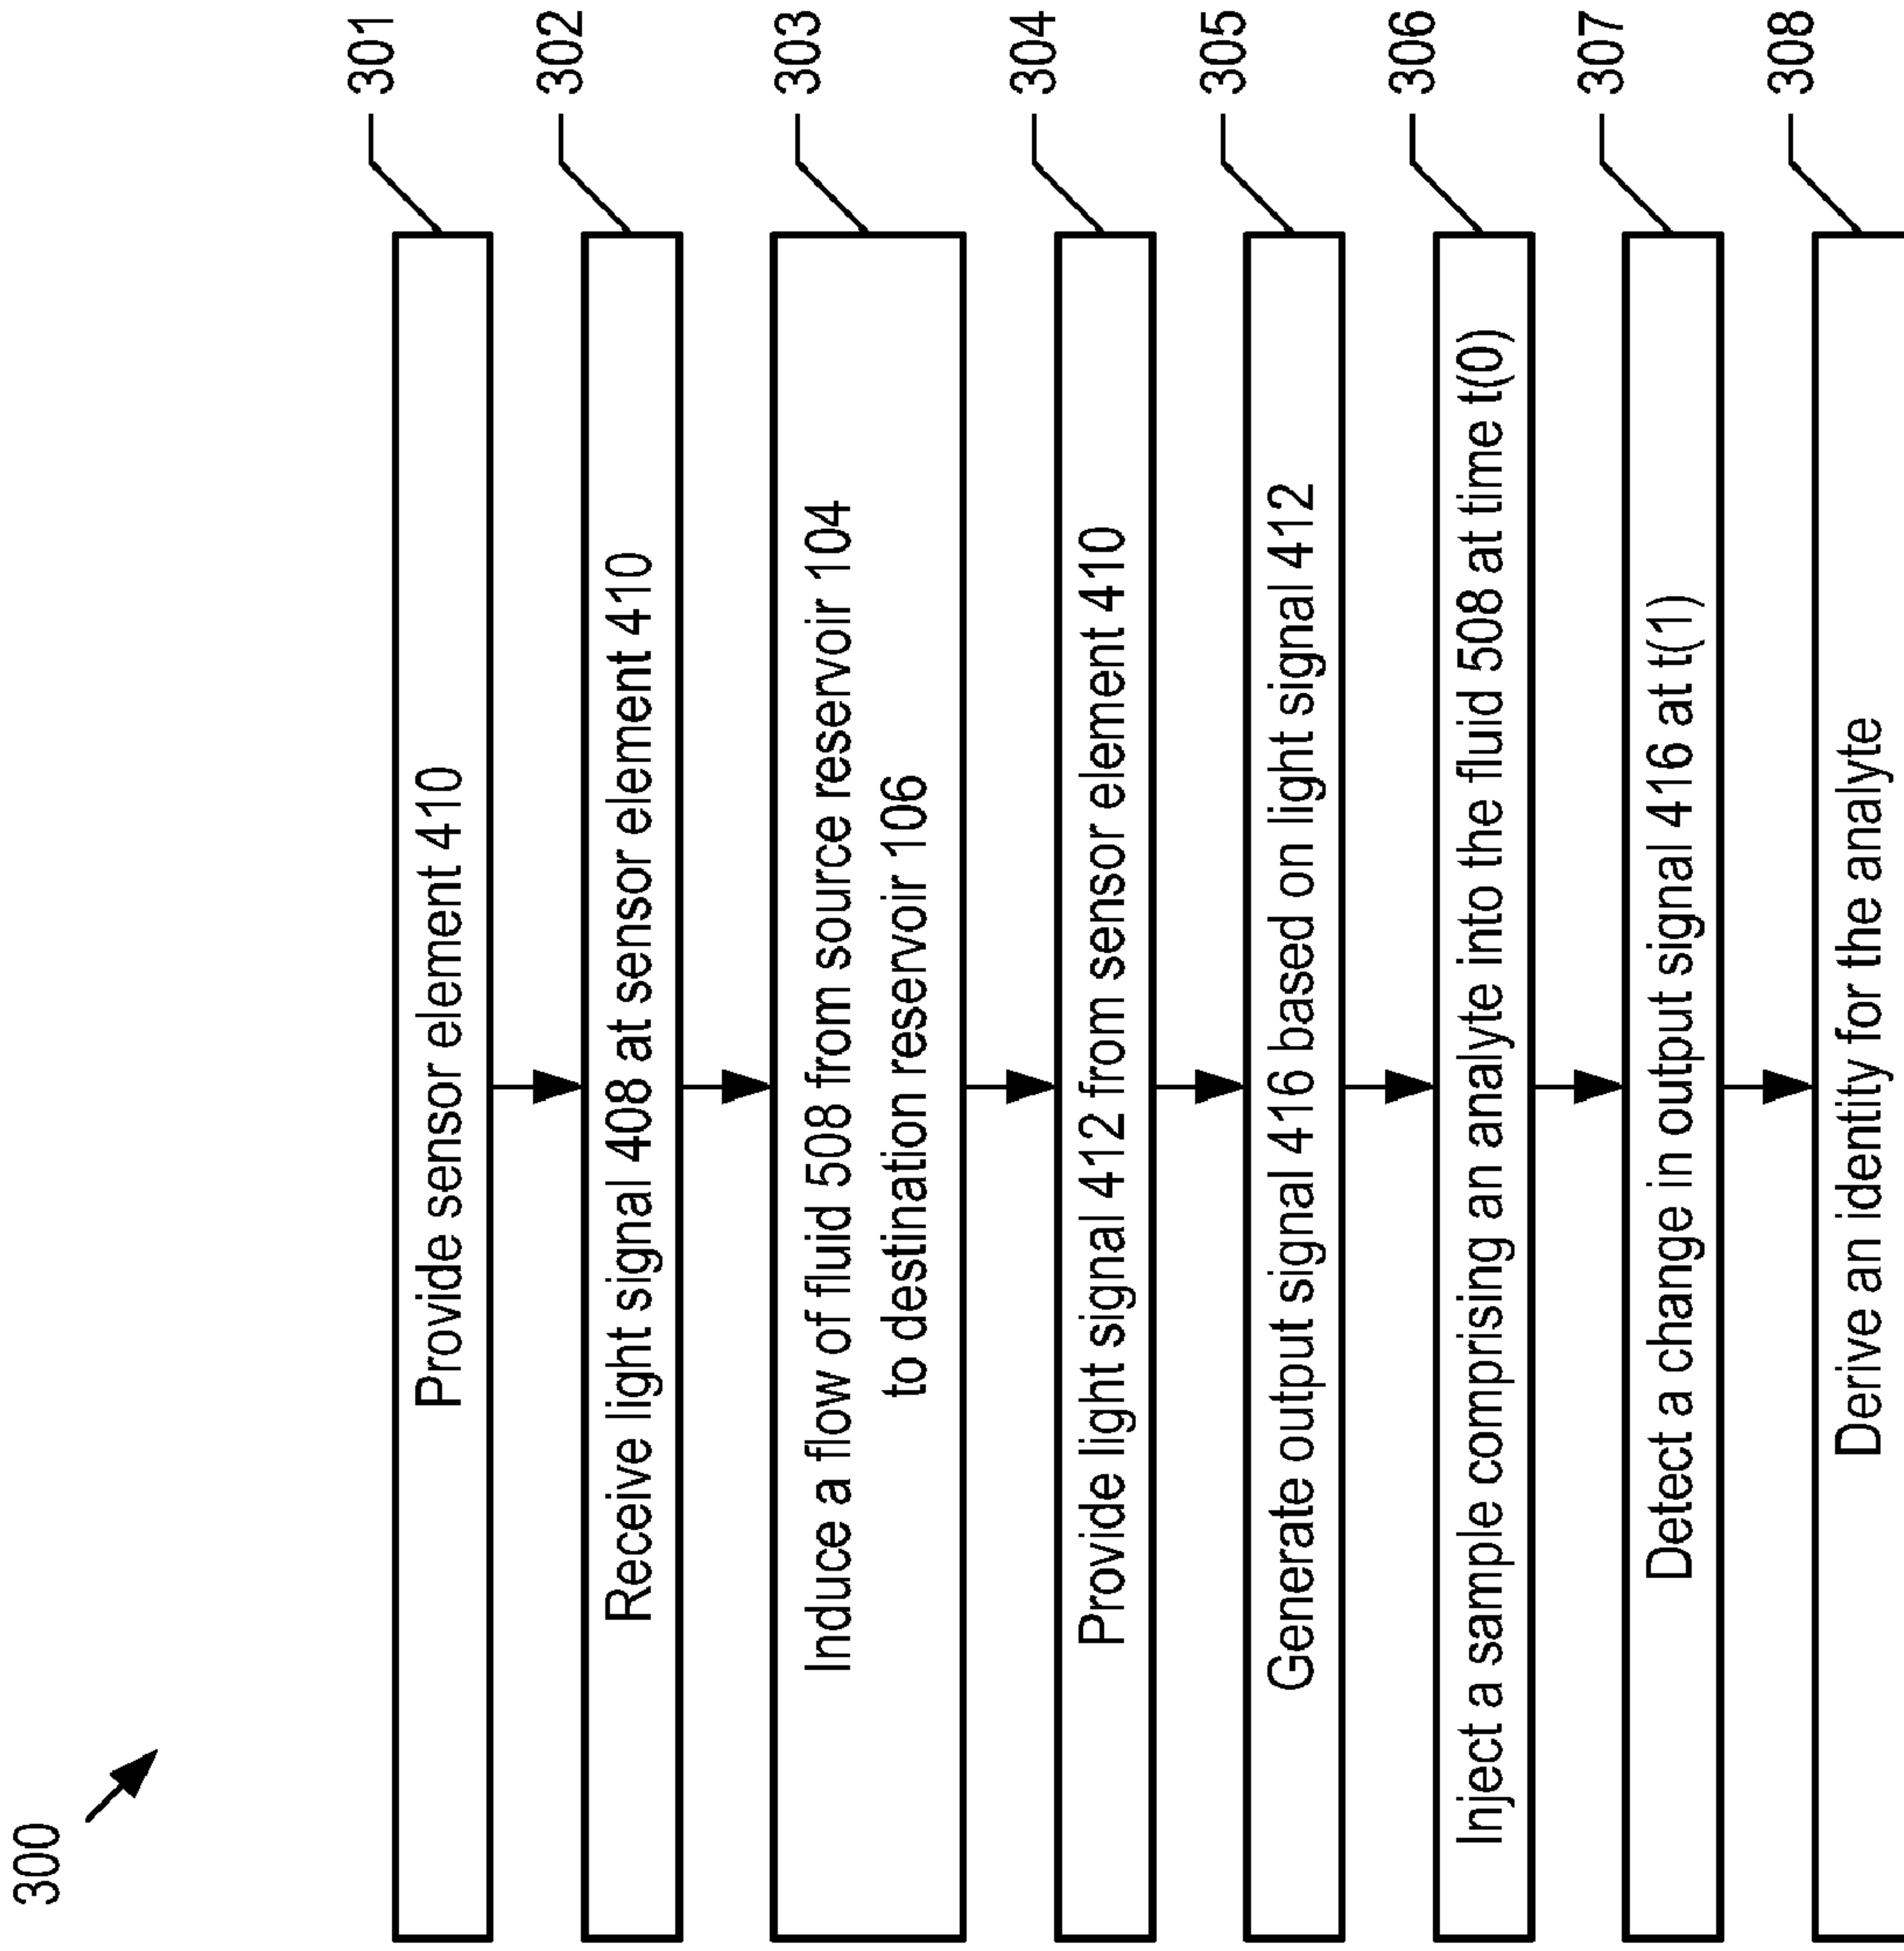 300
301
Provide sensor element 410
302
Receive light signal 408 at sensor element 410
303
Induce a flow of fluid 508 from source reservoir 104
to destination reservoir 106
304
Provide light signal 412 from sensor element 410
305
Generate output signal 416 based on light signal 412
306
Inject a sample comprising an analyte into the fluid 508 at time t(0)
307
Detect a change in output signal 416 at t(1)
308
Derive an identity for the analyte